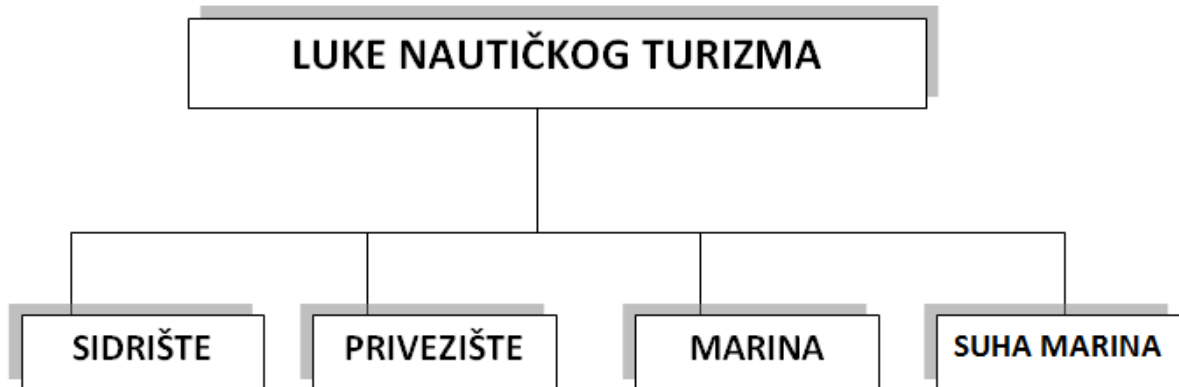 LUKE NAUTIČKOG TURIZMA
SIDRIŠTE
PRIVEZIŠTE
MARINA
SUHA MARINA